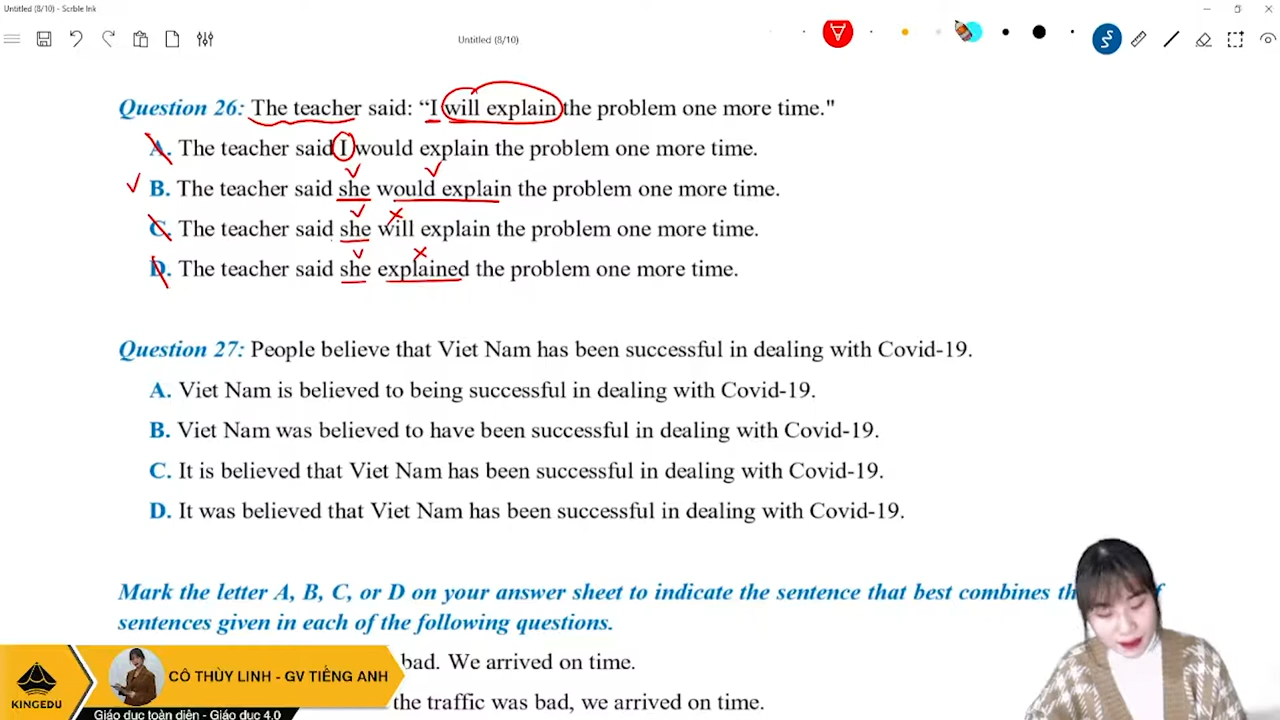 Untitled (8/10) - Scrble Ink
Untitled (8/10)
Question 26: The teacher said: “I will explain the problem one more time."
A. The teacher said I would explain the problem one more time.
B. The teacher said she would explain the problem one more time.
C. The teacher said she will explain the problem one more time.
D. The teacher said she explained the problem one more time.
Question 27: People believe that Viet Nam has been successful in dealing with Covid-19.
A. Viet Nam is believed to being successful in dealing with Covid-19.
B. Viet Nam was believed to have been successful in dealing with Covid-19.
C. It is believed that Viet Nam has been successful in dealing with Covid-19.
D. It was believed that Viet Nam has been successful in dealing with Covid-19.
Mark the letter A, B, C, or D on your answer sheet to indicate the sentence that best combines
sentences given in each of the following questions.
bad. We arrived on time.
the traffic was bad, we arrived on time.
KINGEDU
CÔ THÙY LINH - GV TIẾNG ANH
Giáo dục toàn diện - Giáo dục 4.0